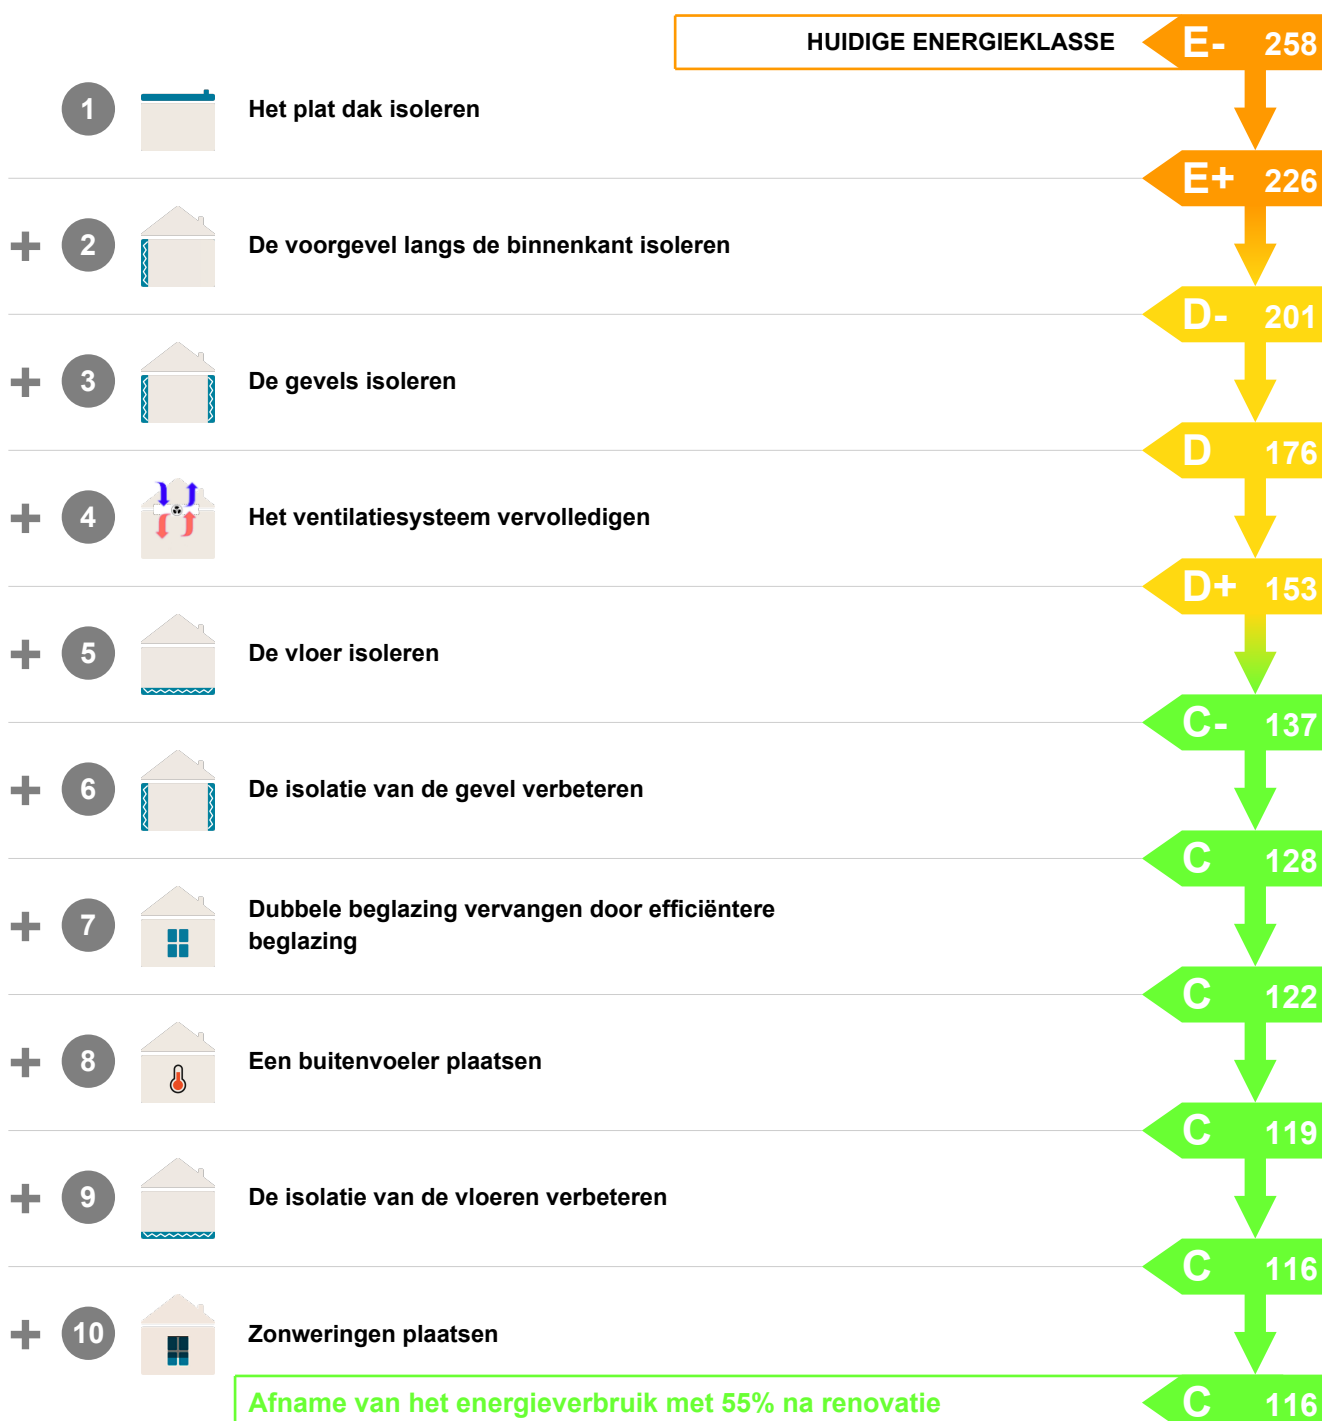 HUIDIGE ENERGIEKLASSE E- 258
1 Het plat dak isoleren
E+ 226
+ 2 De voorgevel langs de binnenkant isoleren
D- 201
+ 3 De gevels isoleren
D 176
+ 4 Het ventilatiesysteem vervolledigen
D+ 153
+ 5 De vloer isoleren
C- 137
+ 6 De isolatie van de gevel verbeteren
C 128
+ 7 Dubbele beglazing vervangen door efficiëntere
beglazing
C 122
+ 8 Een buitenvoeler plaatsen
C 119
+ 9 De isolatie van de vloeren verbeteren
C 116
+ 10 Zonweringen plaatsen
Afname van het energieverbruik met 55% na renovatie C 116